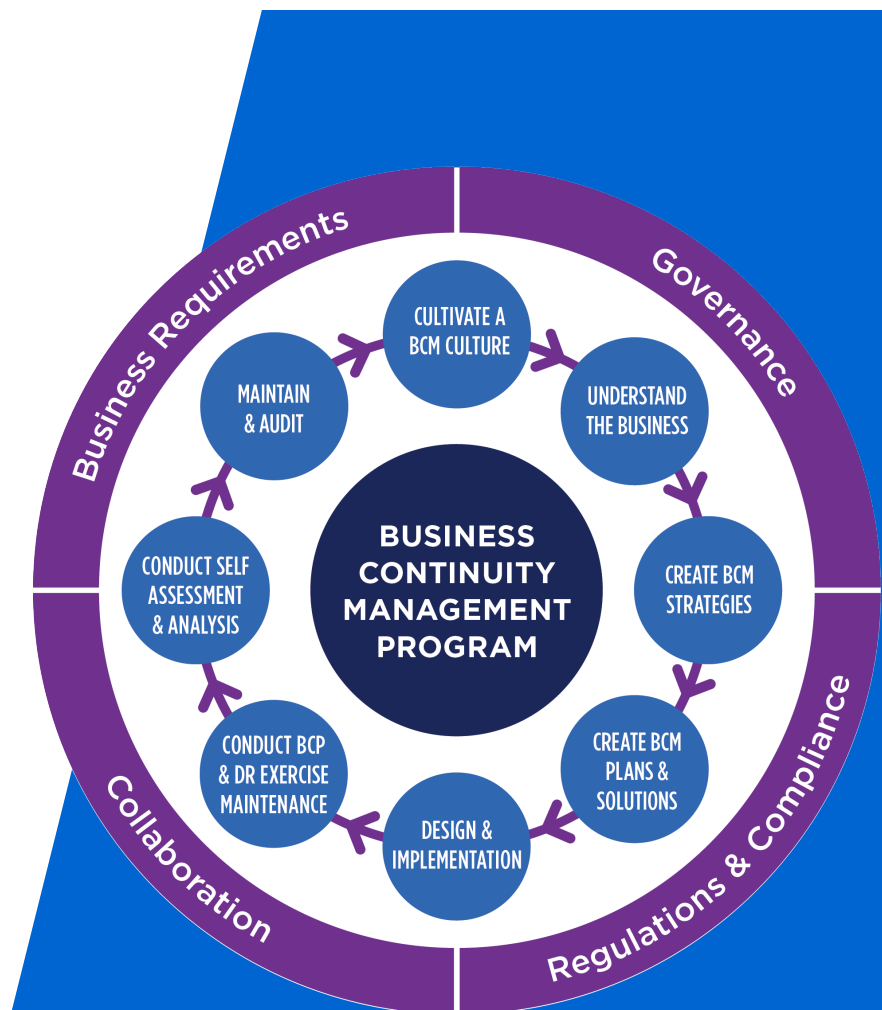 Business Requirements
Governance
CULTIVATE A
BCM CULTURE
UNDERSTAND
THE BUSINESS
CREATE BCM
STRATEGIES
CREATE BCM
PLANS &
SOLUTIONS
DESIGN &
IMPLEMENTATION
CONDUCT BCP
& DR EXERCISE
MAINTENANCE
CONDUCT SELF
ASSESSMENT
& ANALYSIS
MAINTAIN
& AUDIT
BUSINESS
CONTINUITY
MANAGEMENT
PROGRAM
Collaboration
Regulations & Compliance